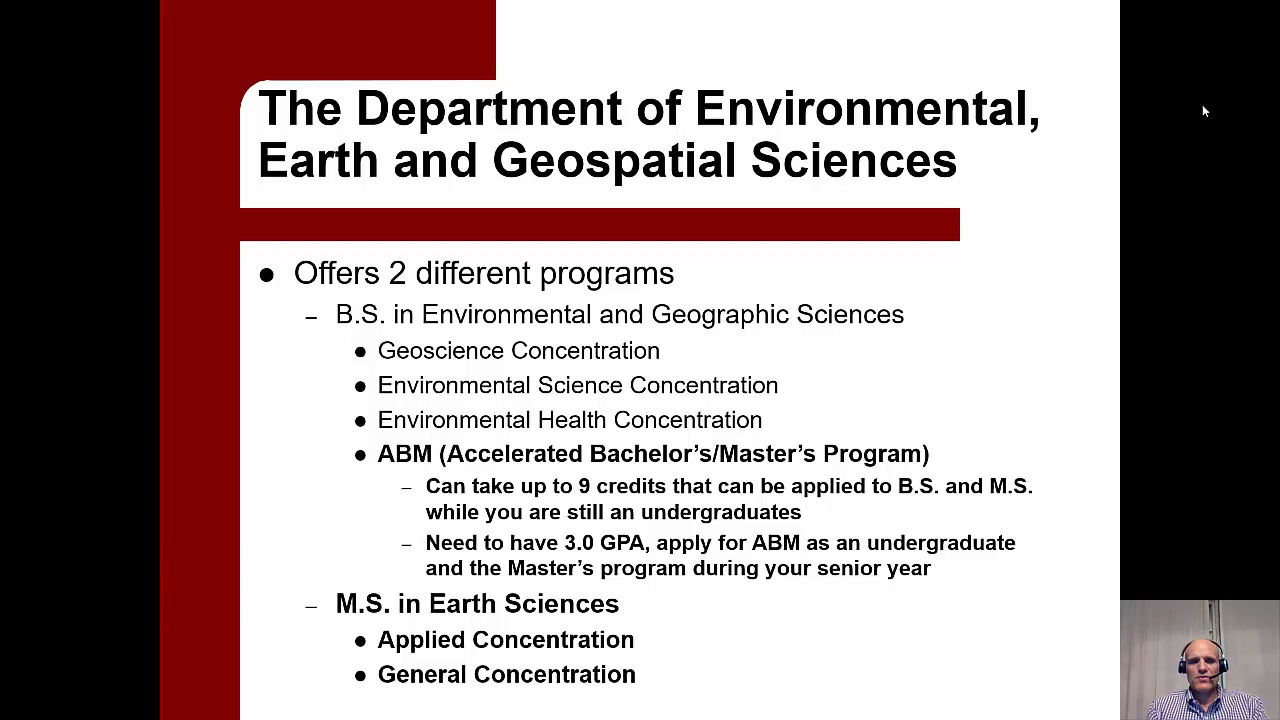 The Department of Environmental,
Earth and Geospatial Sciences
● Offers 2 different programs
– B.S. in Environmental and Geographic Sciences
● Geoscience Concentration
● Environmental Science Concentration
● Environmental Health Concentration
● ABM (Accelerated Bachelor’s/Master’s Program)
– Can take up to 9 credits that can be applied to B.S. and M.S.
while you are still an undergraduates
– Need to have 3.0 GPA, apply for ABM as an undergraduate
and the Master’s program during your senior year
– M.S. in Earth Sciences
● Applied Concentration
● General Concentration